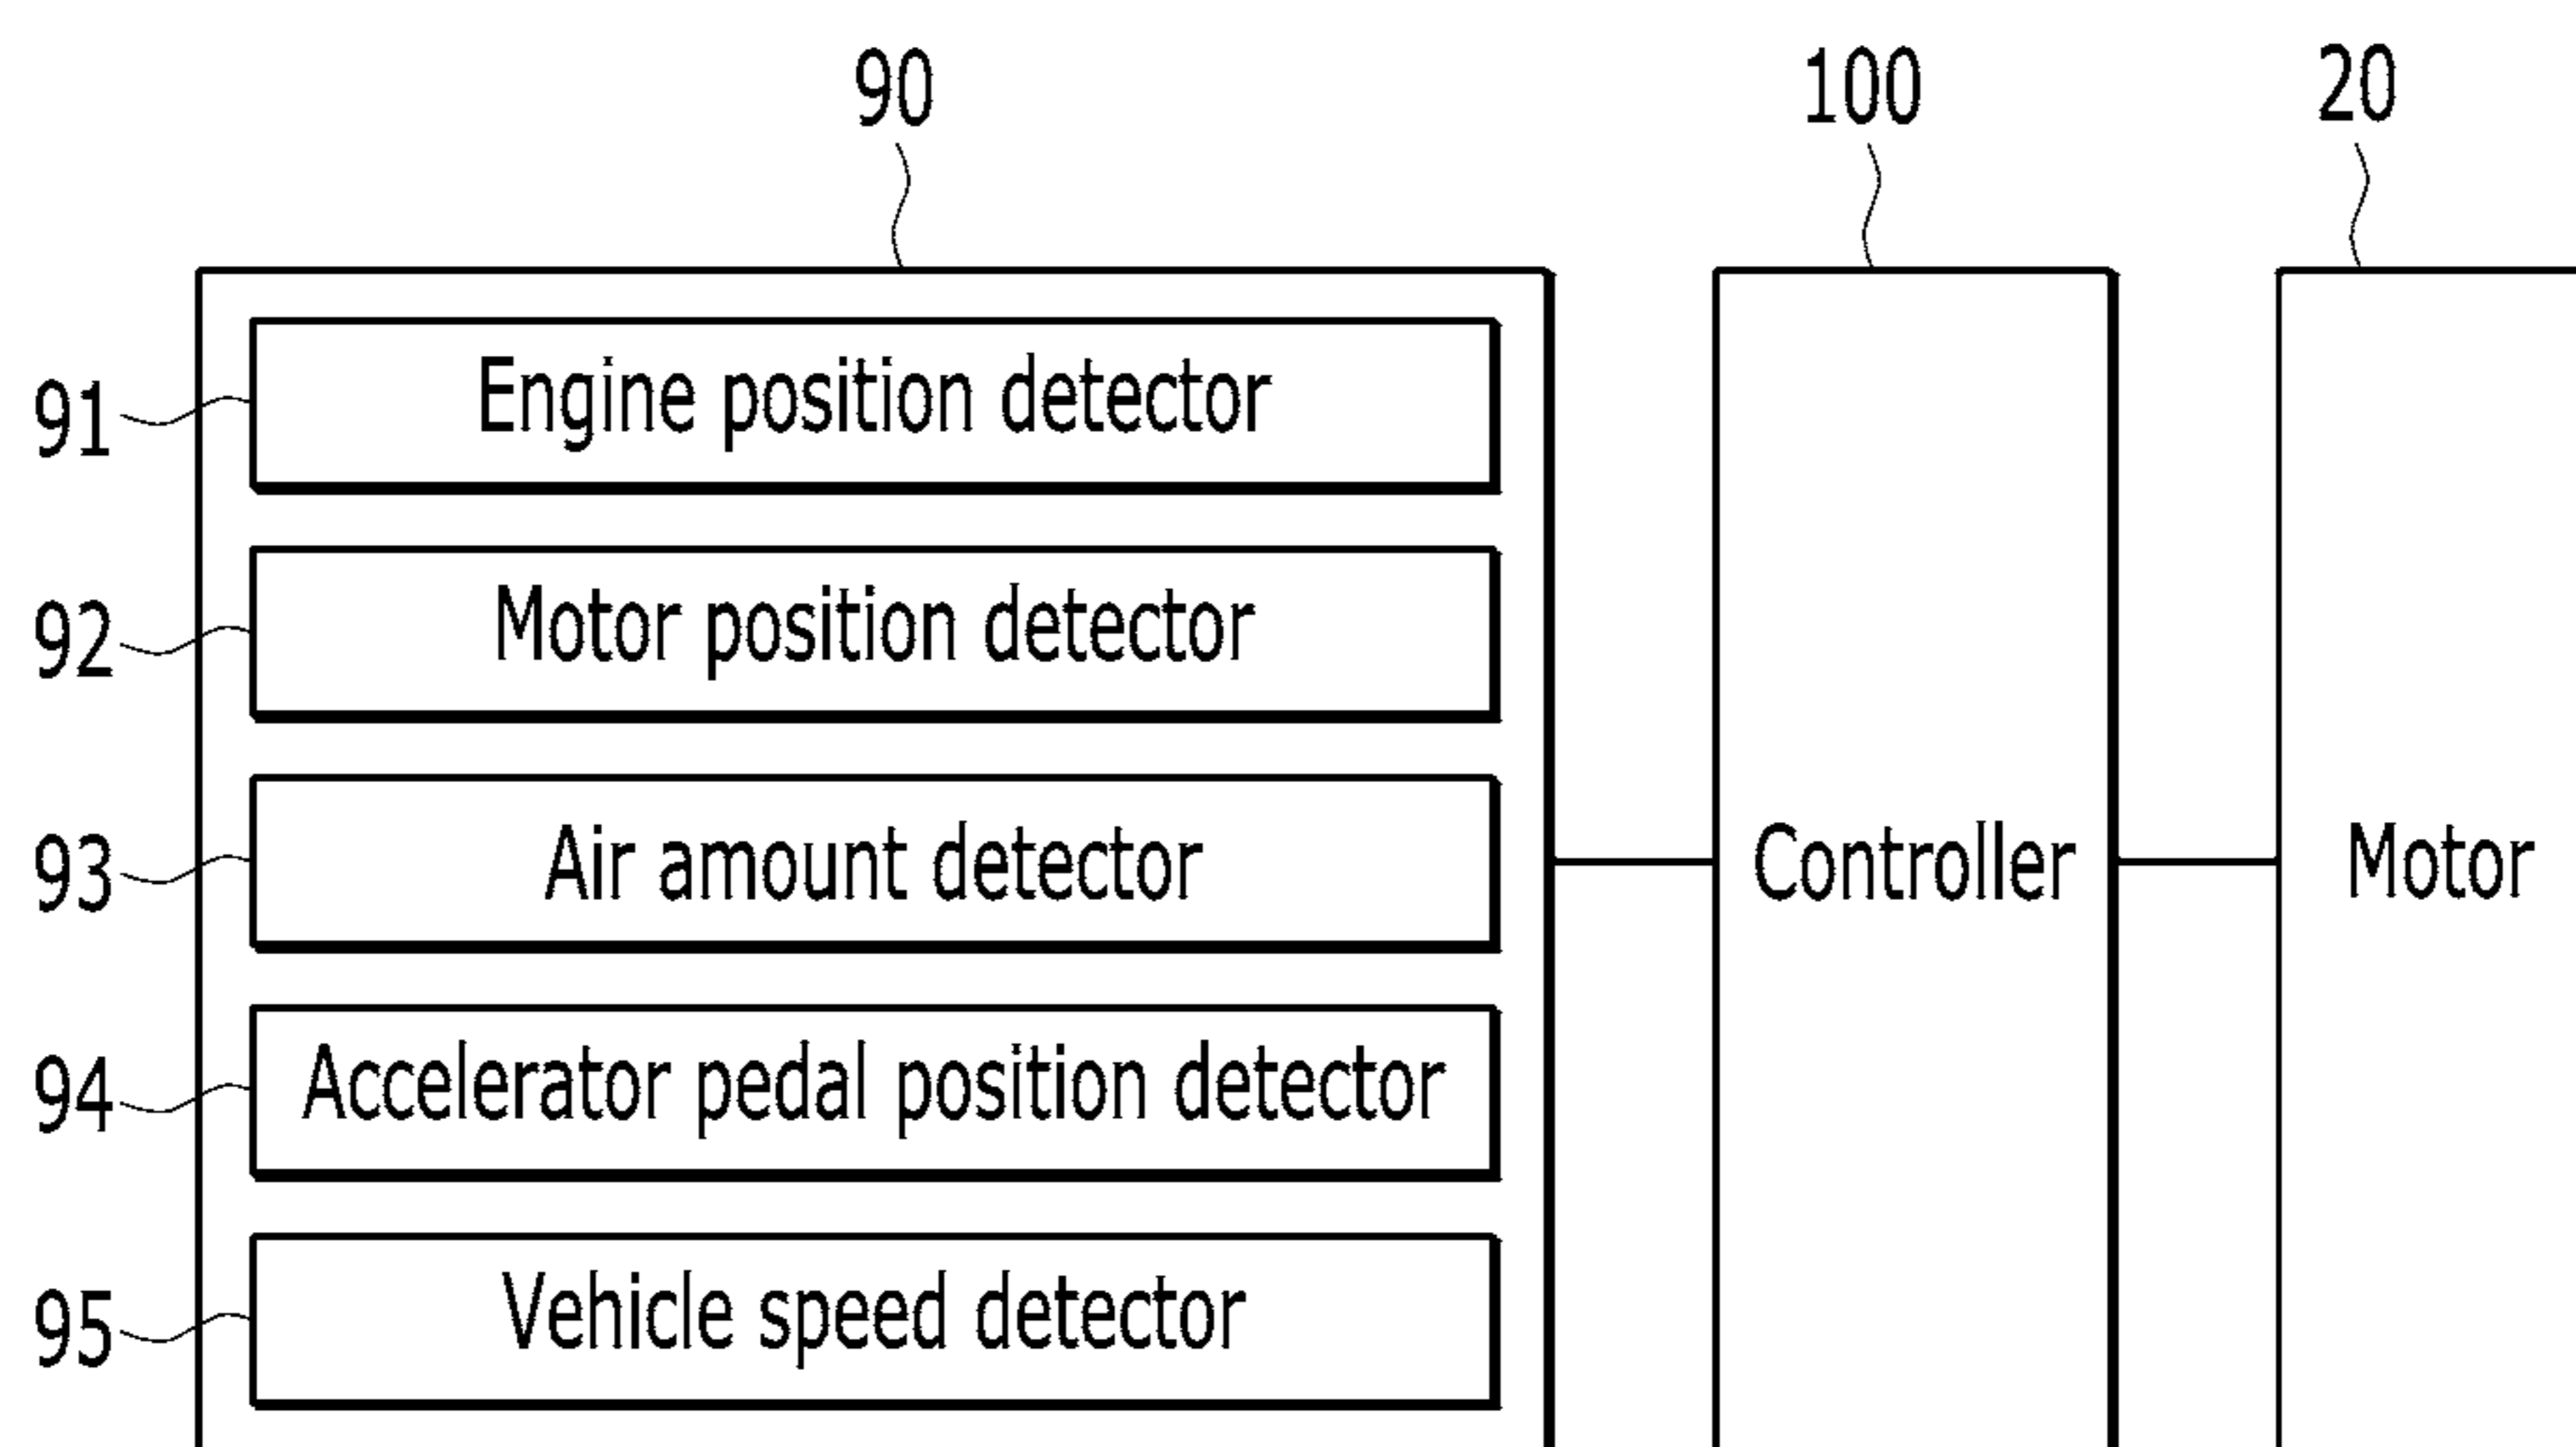 90 100 20
91 Engine position detector
92 Motor position detector
93 Air amount detector Controller Motor
94 Accelerator pedal position detector
95 Vehicle speed detector